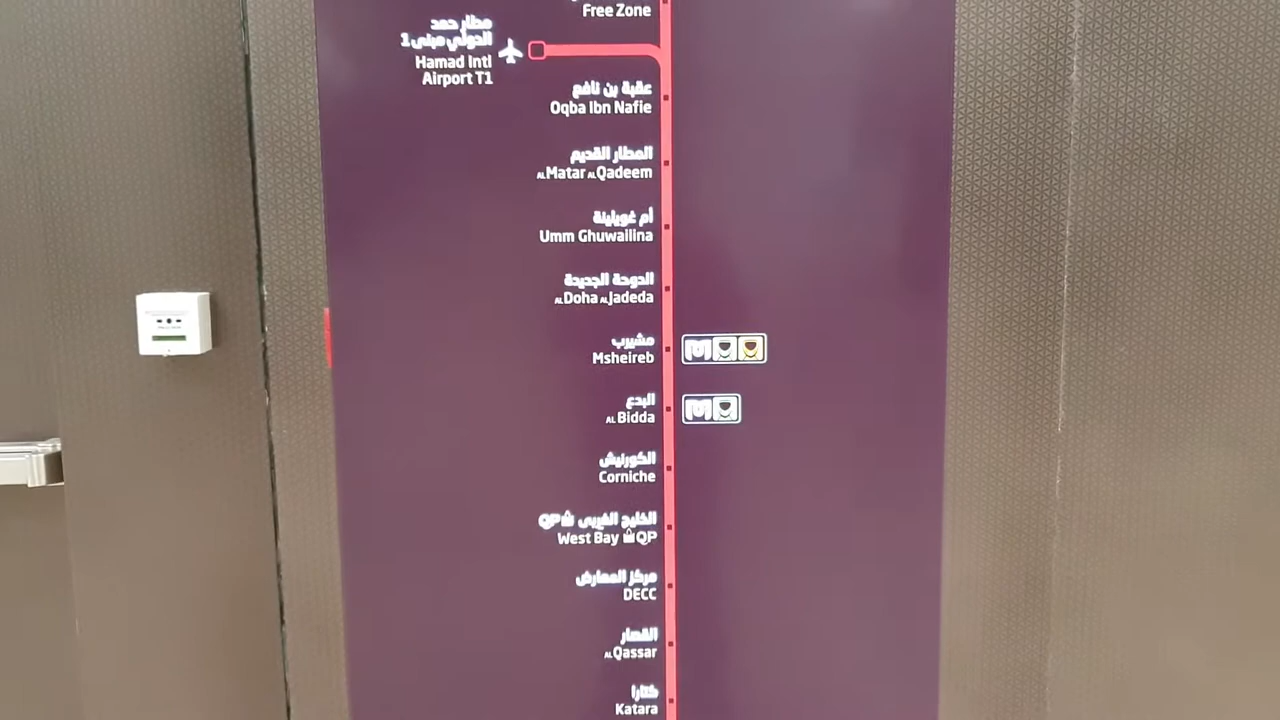 Free Zone
مطار حمد
الدولي مبنى 1
Hamad Intl
Airport T1
عقبة بن نافع
Oqba Ibn Nafie
المطار القديم
AL Matar AL Qadeem
أم غويلينة
Umm Ghuwailina
الدوحة الجديدة
AL Doha AL Jadeda
مشيرب
Msheireb
البدع
AL Bidda
الكورنيش
Corniche
الخليج الغربي QP
West Bay QP
مركز المعارض
DECC
القصار
AL Qassar
كتارا
Katara